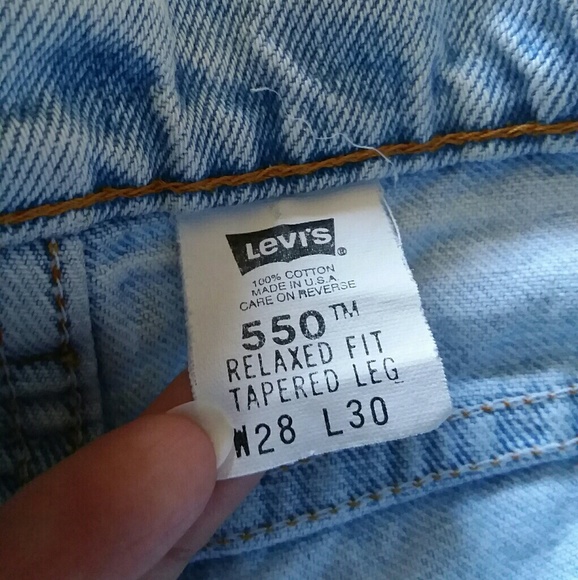 Levi's ®
100% COTTON
MADE IN U.S.A
CARE ON REVERSE
550™
RELAXED FIT
TAPERED LEG
W28 L30